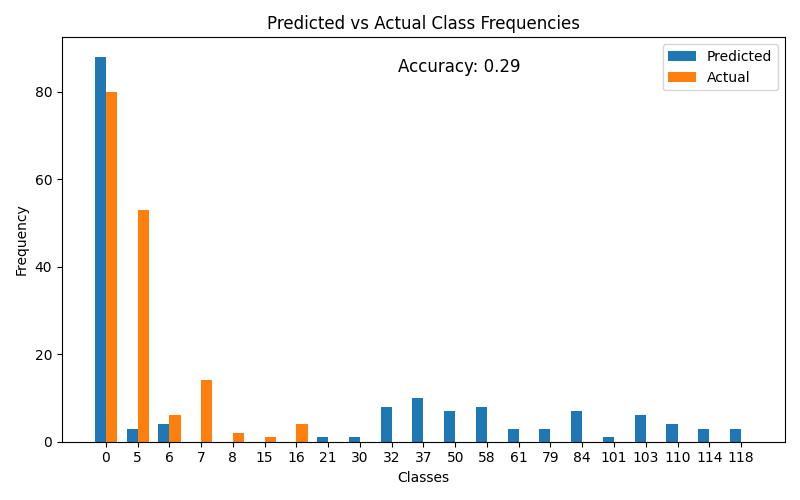 Predicted vs Actual Class Frequencies
Accuracy: 0.29
Predicted
Actual
Frequency
80
60
40
20
0
0 5 6 7 8 15 16 21 30 32 37 50 58 61 79 84 101 103 110 114 118
Classes